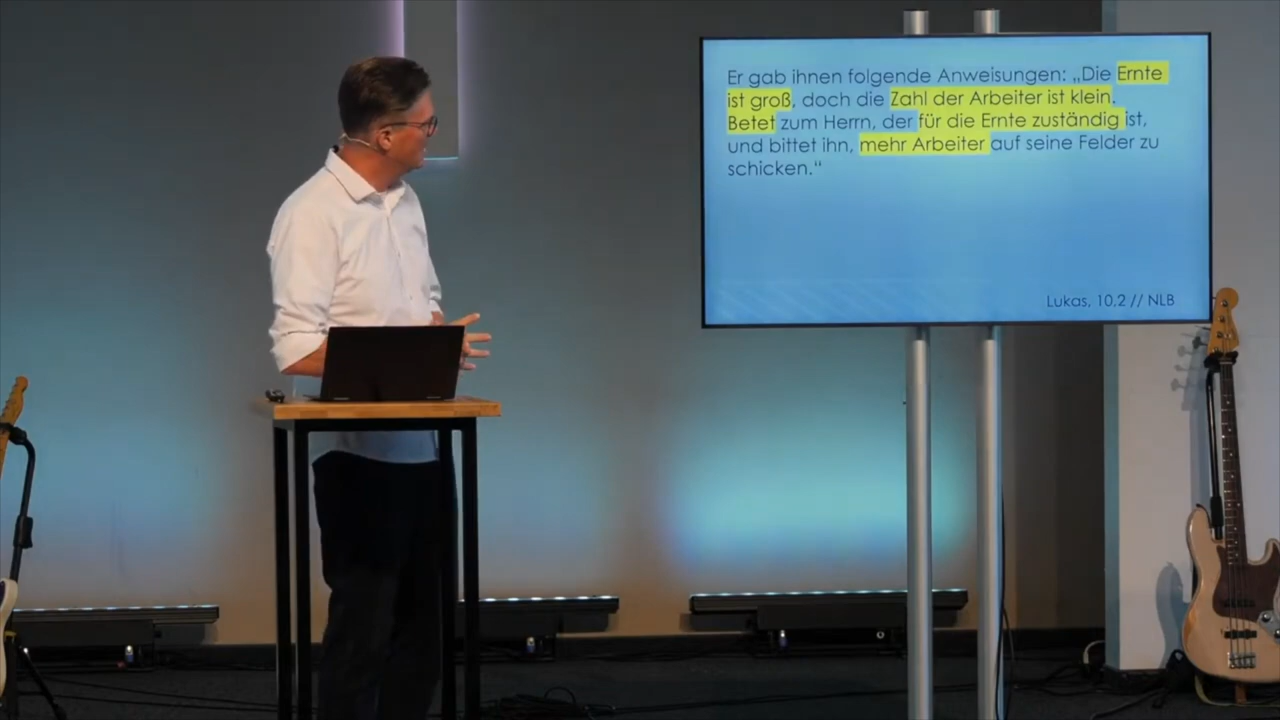 Er gab ihnen folgende Anweisungen: „Die Ernte
ist groß, doch die Zahl der Arbeiter ist klein.
Betet zum Herrn, der für die Ernte zuständig ist,
und bittet ihn, mehr Arbeiter auf seine Felder zu
schicken.“
Lukas, 10,2 // NLB